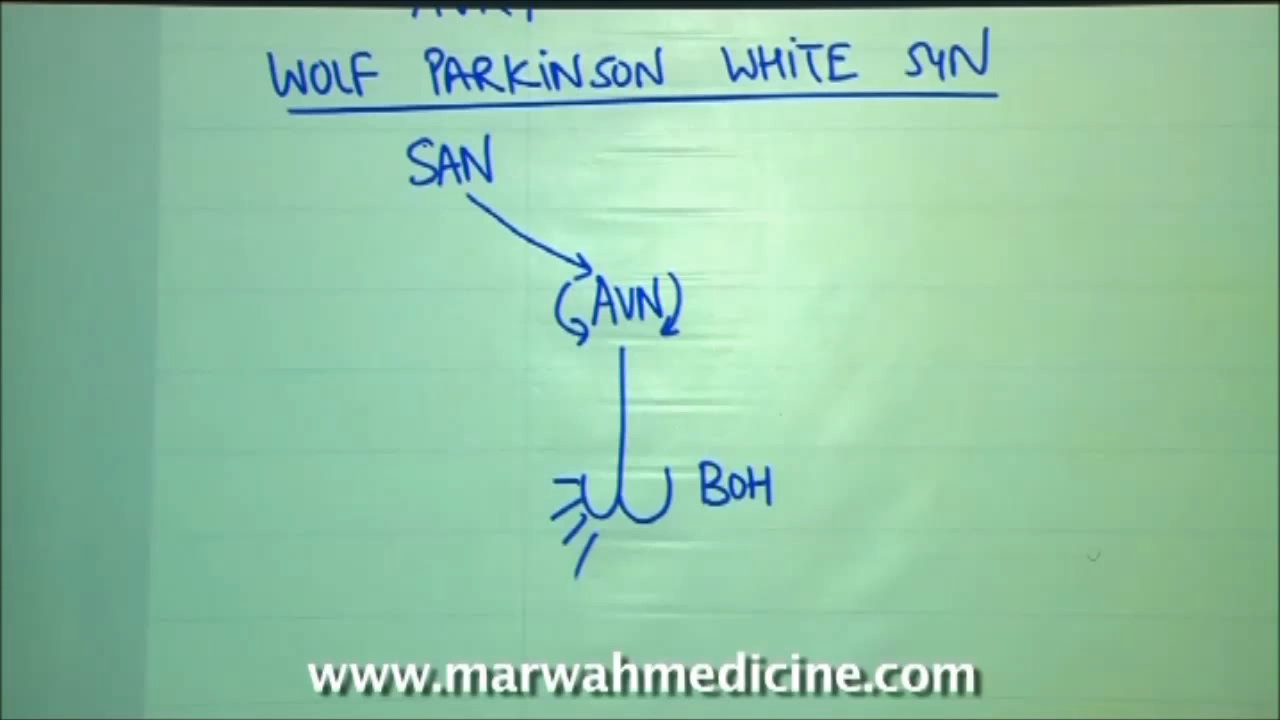 WOLF PARKINSON WHITE SYN
SAN
(AVN)
BOH
www.marwahmedicine.com